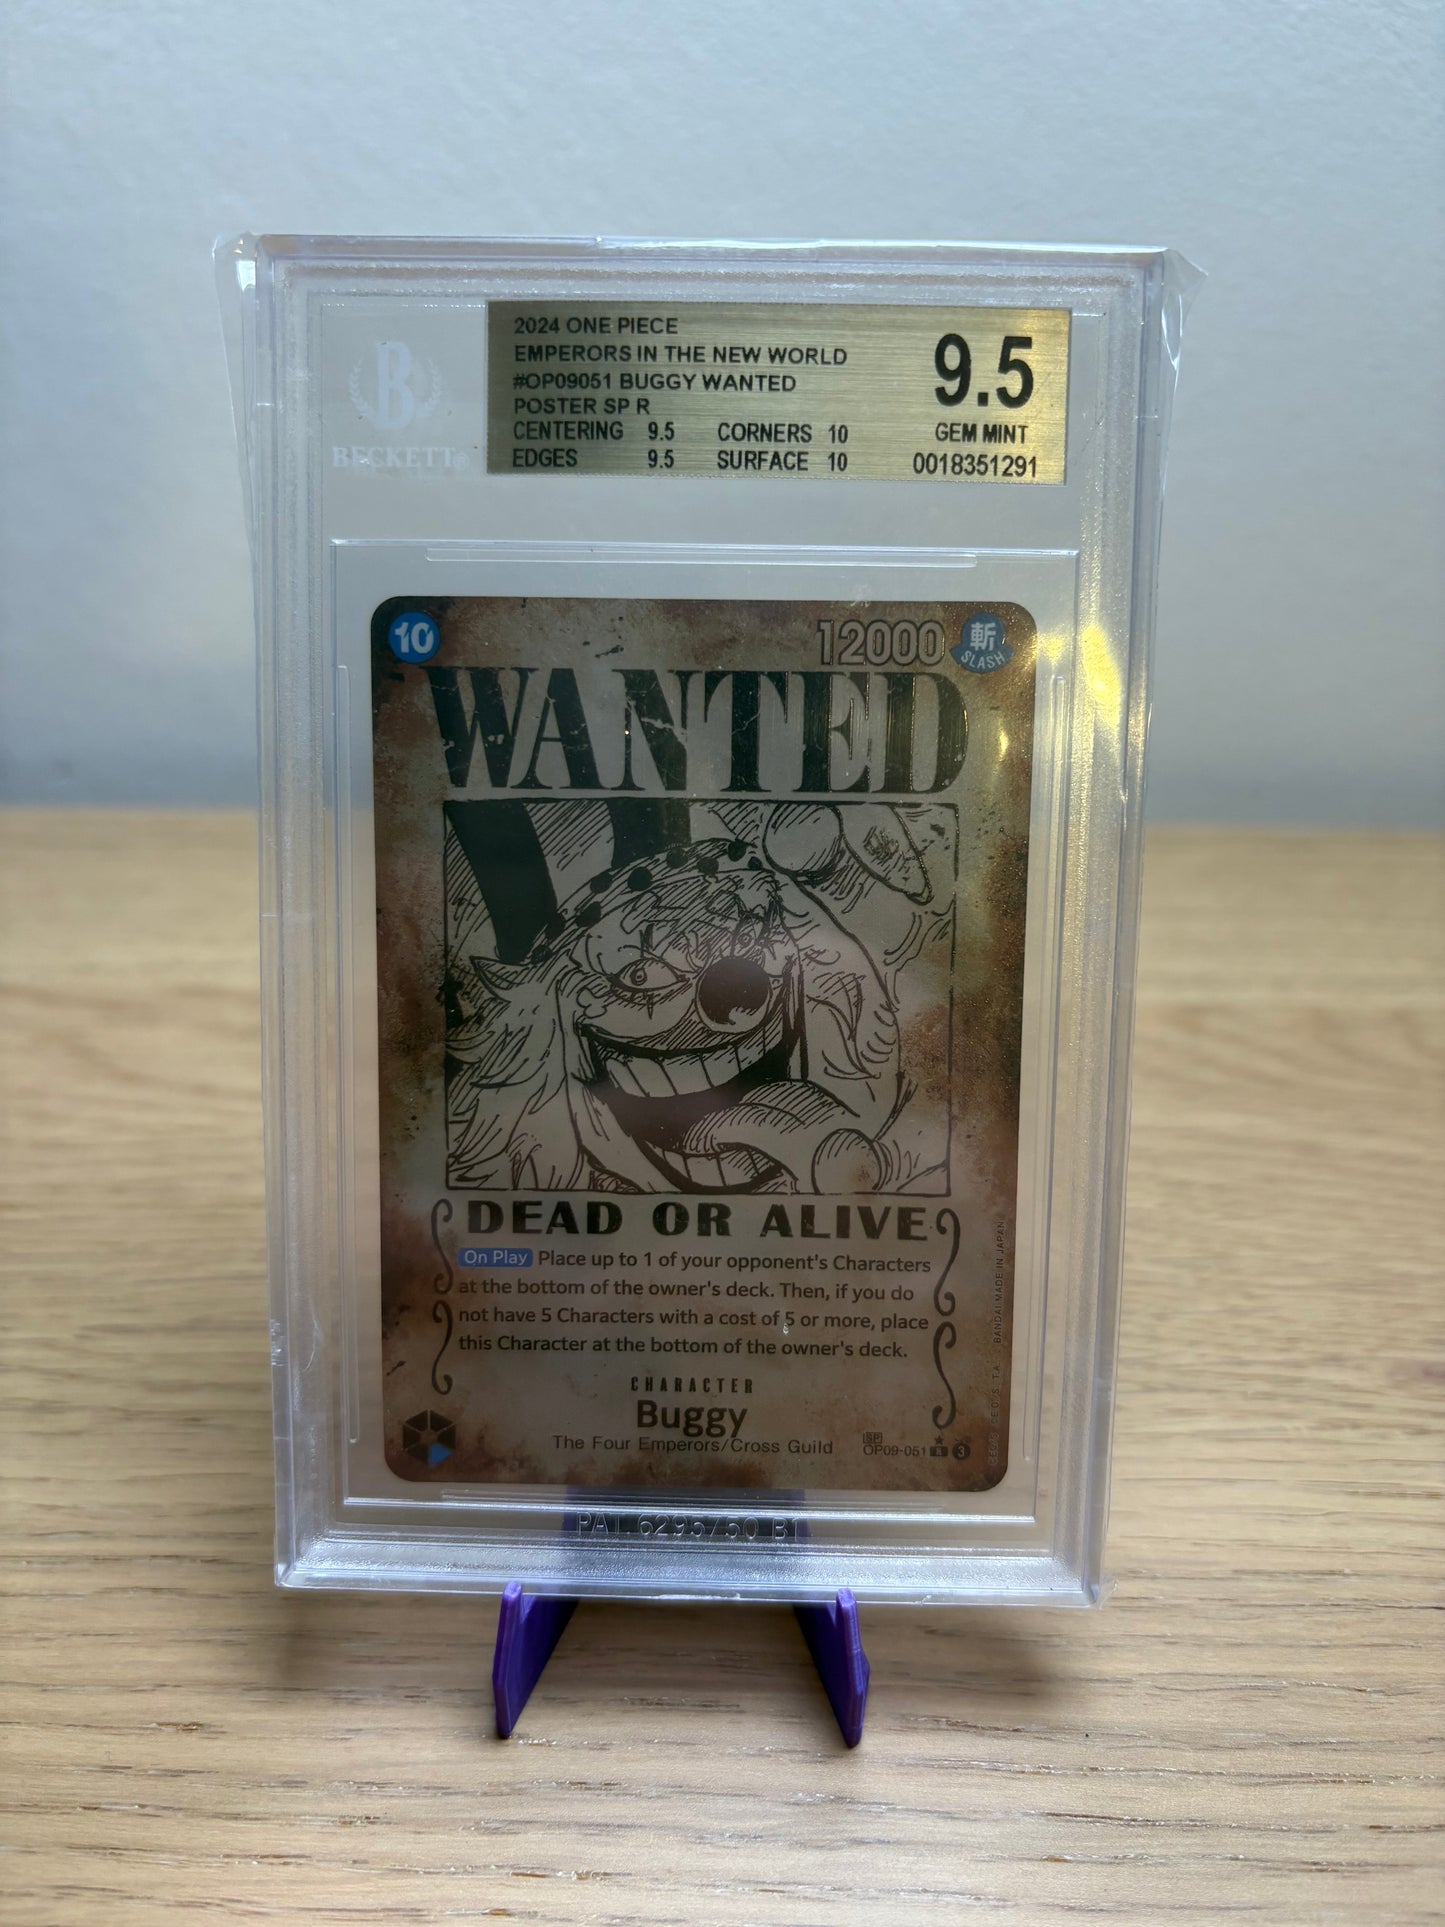 2024 ONE PIECE
EMPERORS IN THE NEW WORLD
#OP09051 BUGGY WANTED
POSTER SP R
CENTERING 9.5 CORNERS 10
EDGES 9.5 SURFACE 10
9.5
GEM MINT
0018351291
B
BECKETT®
10
12000
斬
SLASH
WANTED
DEAD OR ALIVE
On Play Place up to 1 of your opponent's Characters
at the bottom of the owner's deck. Then, if you do
not have 5 Characters with a cost of 5 or more, place
this Character at the bottom of the owner's deck.
CHARACTER
Buggy
The Four Emperors/Cross Guild
SP
OP09-051 R 3
BANDAI MADE IN JAPAN
PAT. 6295/50 B1